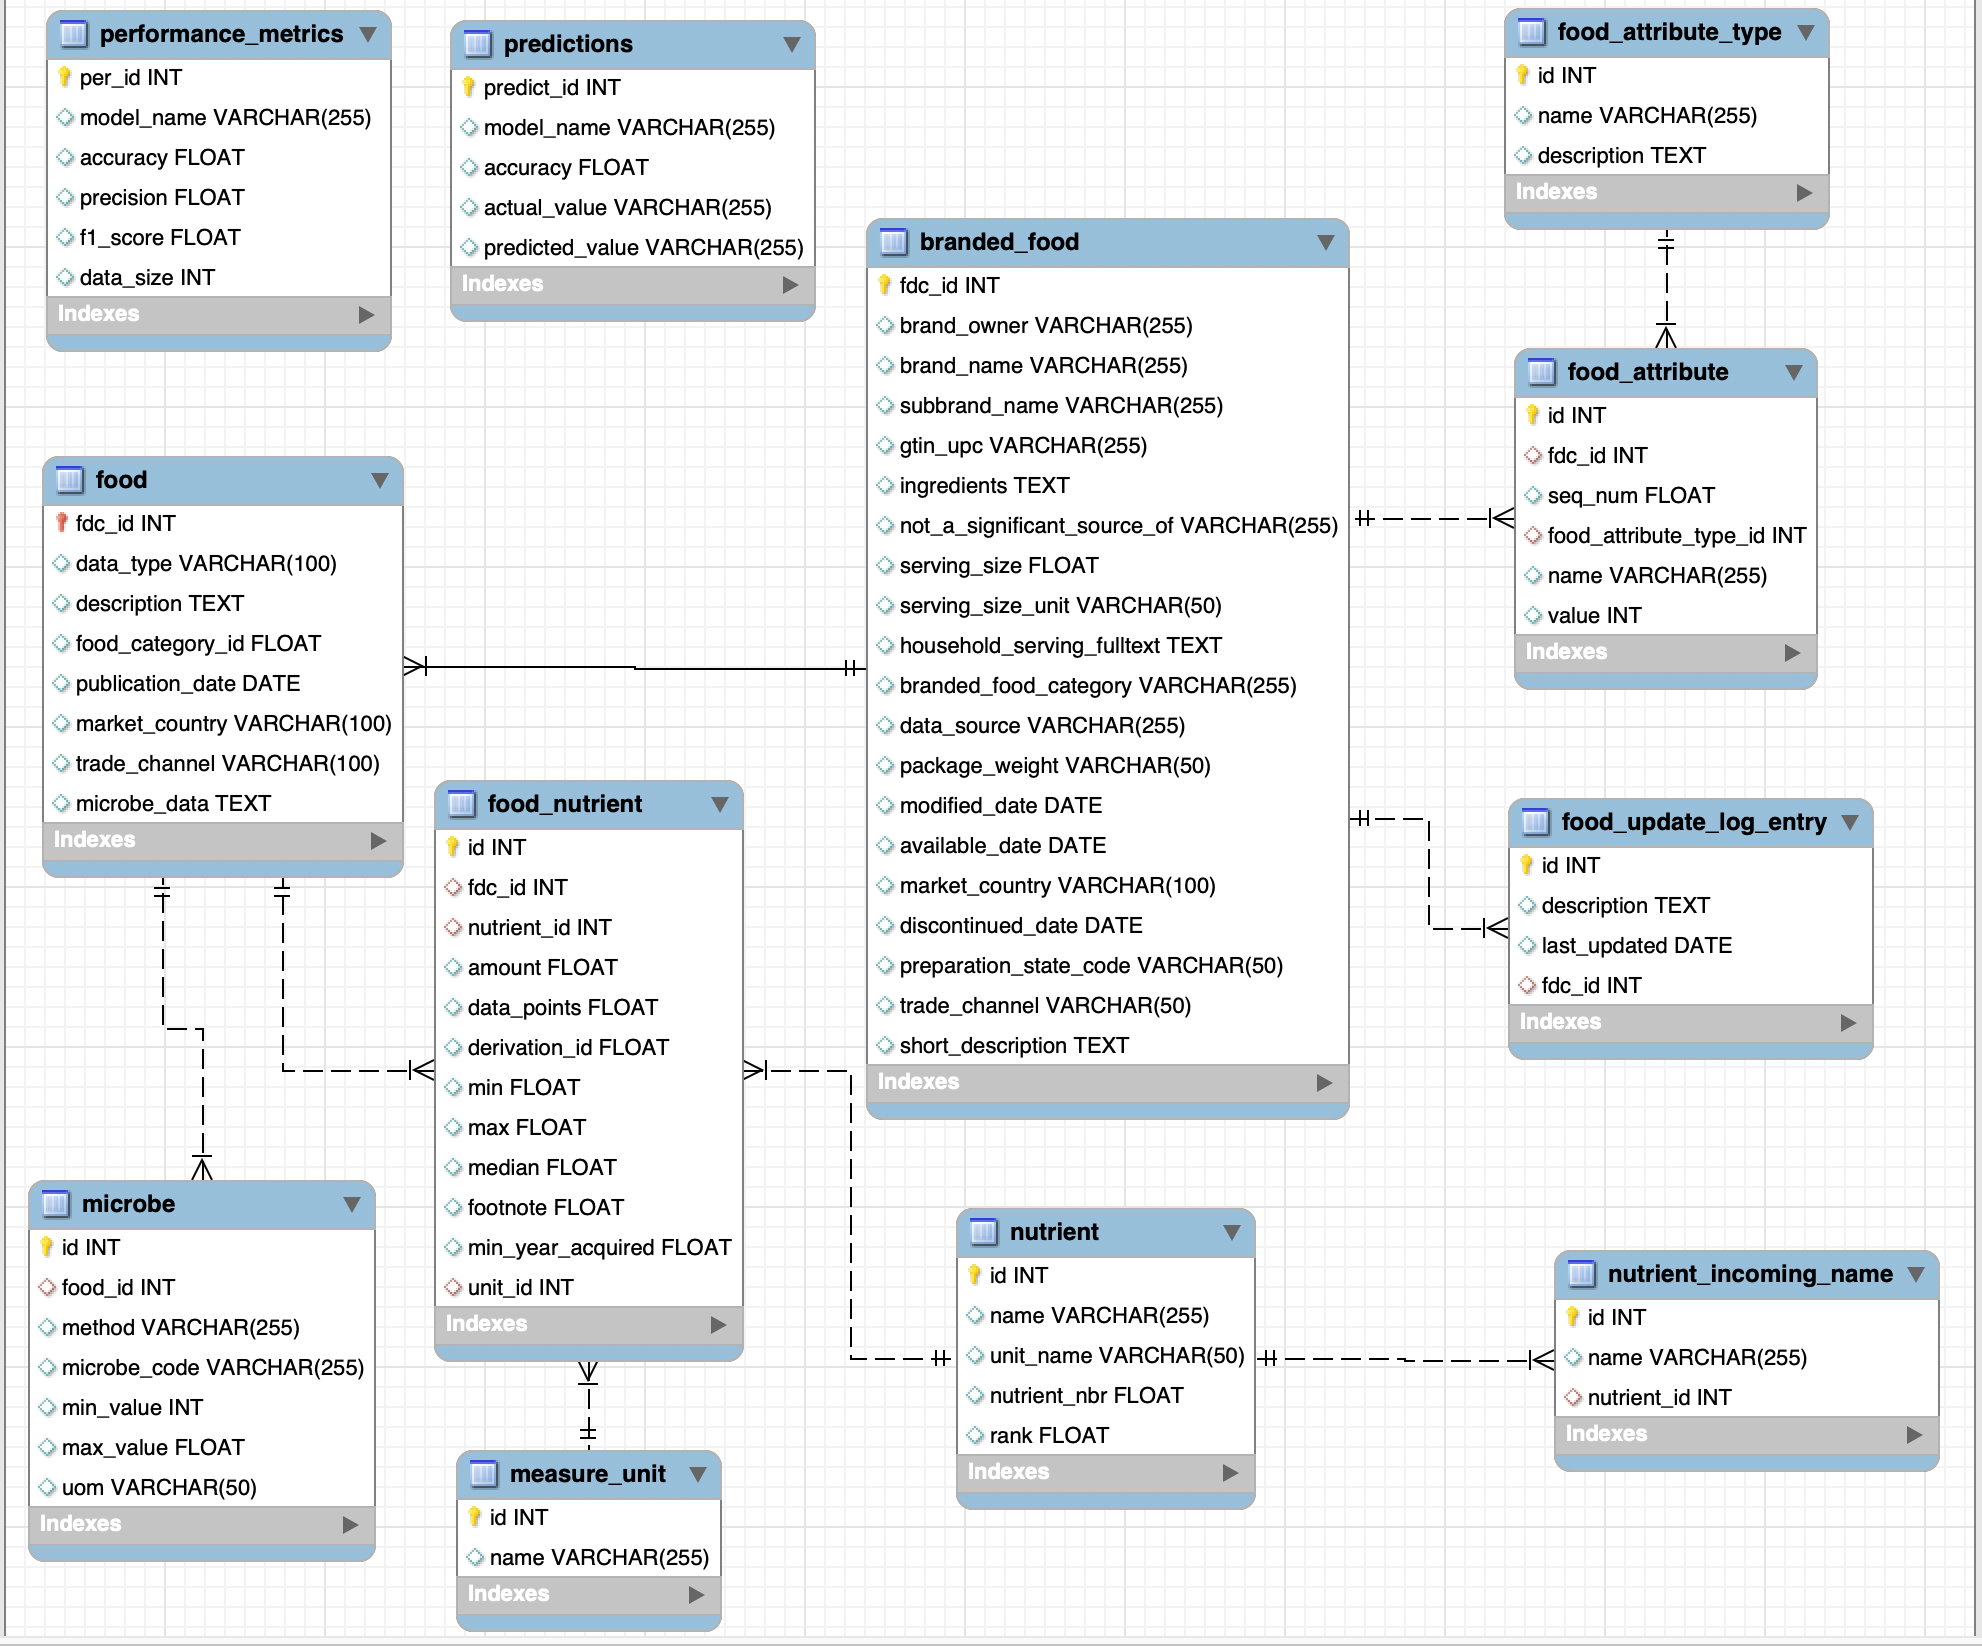 performance_metrics
per_id INT
model_name VARCHAR(255)
accuracy FLOAT
precision FLOAT
f1_score FLOAT
data_size INT
Indexes
predictions
predict_id INT
model_name VARCHAR(255)
accuracy FLOAT
actual_value VARCHAR(255)
predicted_value VARCHAR(255)
Indexes
food_attribute_type
id INT
name VARCHAR(255)
description TEXT
Indexes
branded_food
fdc_id INT
brand_owner VARCHAR(255)
brand_name VARCHAR(255)
subbrand_name VARCHAR(255)
gtin_upc VARCHAR(255)
ingredients TEXT
not_a_significant_source_of VARCHAR(255)
serving_size FLOAT
serving_size_unit VARCHAR(50)
household_serving_fulltext TEXT
branded_food_category VARCHAR(255)
data_source VARCHAR(255)
package_weight VARCHAR(50)
modified_date DATE
available_date DATE
market_country VARCHAR(100)
discontinued_date DATE
preparation_state_code VARCHAR(50)
trade_channel VARCHAR(50)
short_description TEXT
Indexes
food_attribute
id INT
fdc_id INT
seq_num FLOAT
food_attribute_type_id INT
name VARCHAR(255)
value INT
Indexes
food
fdc_id INT
data_type VARCHAR(100)
description TEXT
food_category_id FLOAT
publication_date DATE
market_country VARCHAR(100)
trade_channel VARCHAR(100)
microbe_data TEXT
Indexes
food_nutrient
id INT
fdc_id INT
nutrient_id INT
amount FLOAT
data_points FLOAT
derivation_id FLOAT
min FLOAT
max FLOAT
median FLOAT
footnote FLOAT
min_year_acquired FLOAT
unit_id INT
Indexes
food_update_log_entry
id INT
description TEXT
last_updated DATE
fdc_id INT
Indexes
microbe
id INT
food_id INT
method VARCHAR(255)
microbe_code VARCHAR(255)
min_value INT
max_value FLOAT
uom VARCHAR(50)
Indexes
measure_unit
id INT
name VARCHAR(255)
Indexes
nutrient
id INT
name VARCHAR(255)
unit_name VARCHAR(50)
nutrient_nbr FLOAT
rank FLOAT
Indexes
nutrient_incoming_name
id INT
name VARCHAR(255)
nutrient_id INT
Indexes